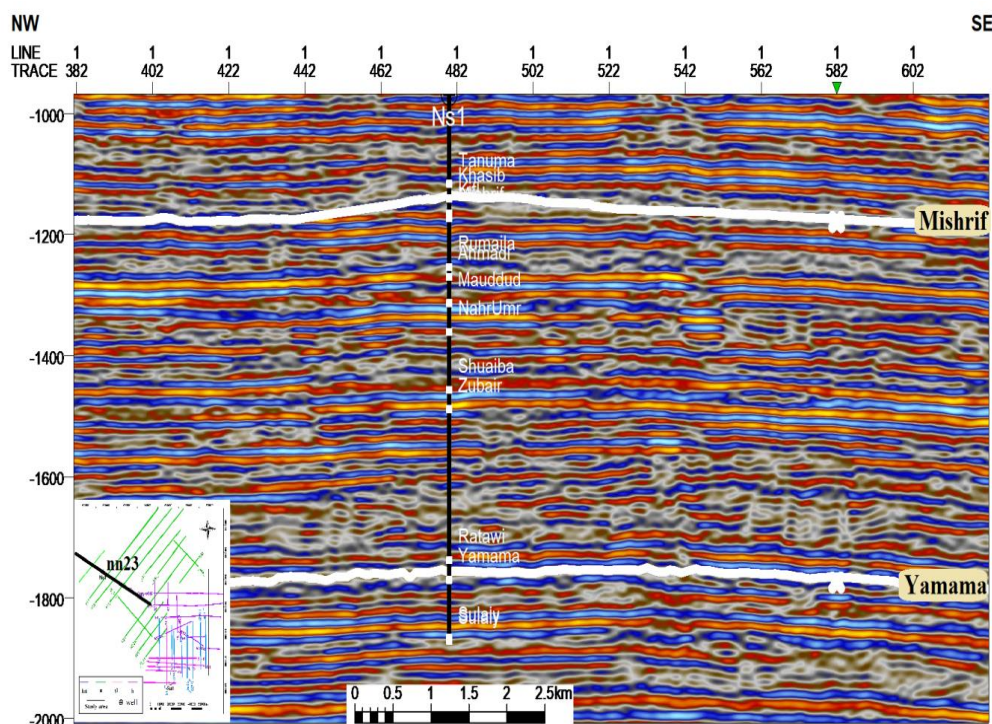 NW SE
LINE 1 1 1 1 1 1 1 1 1 1 1 1
TRACE 382 402 422 442 462 482 502 522 542 562 582 602
-1000
Ns1
Tanuma
Khasib
Mishrif
-1200
Rumaila
Ahmadi
Mauddud
NahrUmr
-1400
Shuaiba
Zubair
-1600
Ratawi
Yamama
Yamama
-1800
Sulaiy
nn23
Study area
well
0 0.5 1 1.5 2 2.5km
-2000